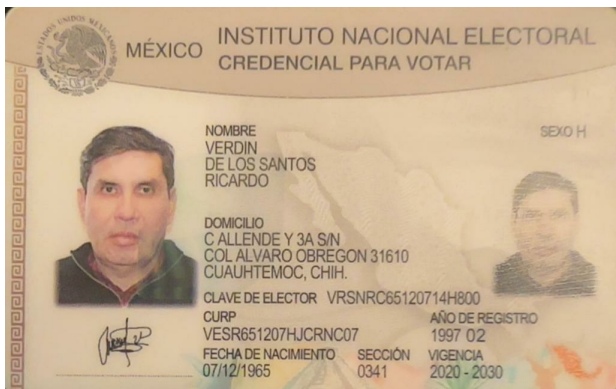 MÉXICO
INSTITUTO NACIONAL ELECTORAL
CREDENCIAL PARA VOTAR
NOMBRE
VERDIN
DE LOS SANTOS
RICARDO
SEXO H
DOMICILIO
C ALLENDE Y 3A S/N
COL ALVARO OBREGON 31610
CUAUHTEMOC, CHIH.
CLAVE DE ELECTOR VRSNRC65120714H800
CURP
VESR651207HJCRNC07
AÑO DE REGISTRO
1997 02
FECHA DE NACIMIENTO
07/12/1965
SECCIÓN
0341
VIGENCIA
2020 - 2030